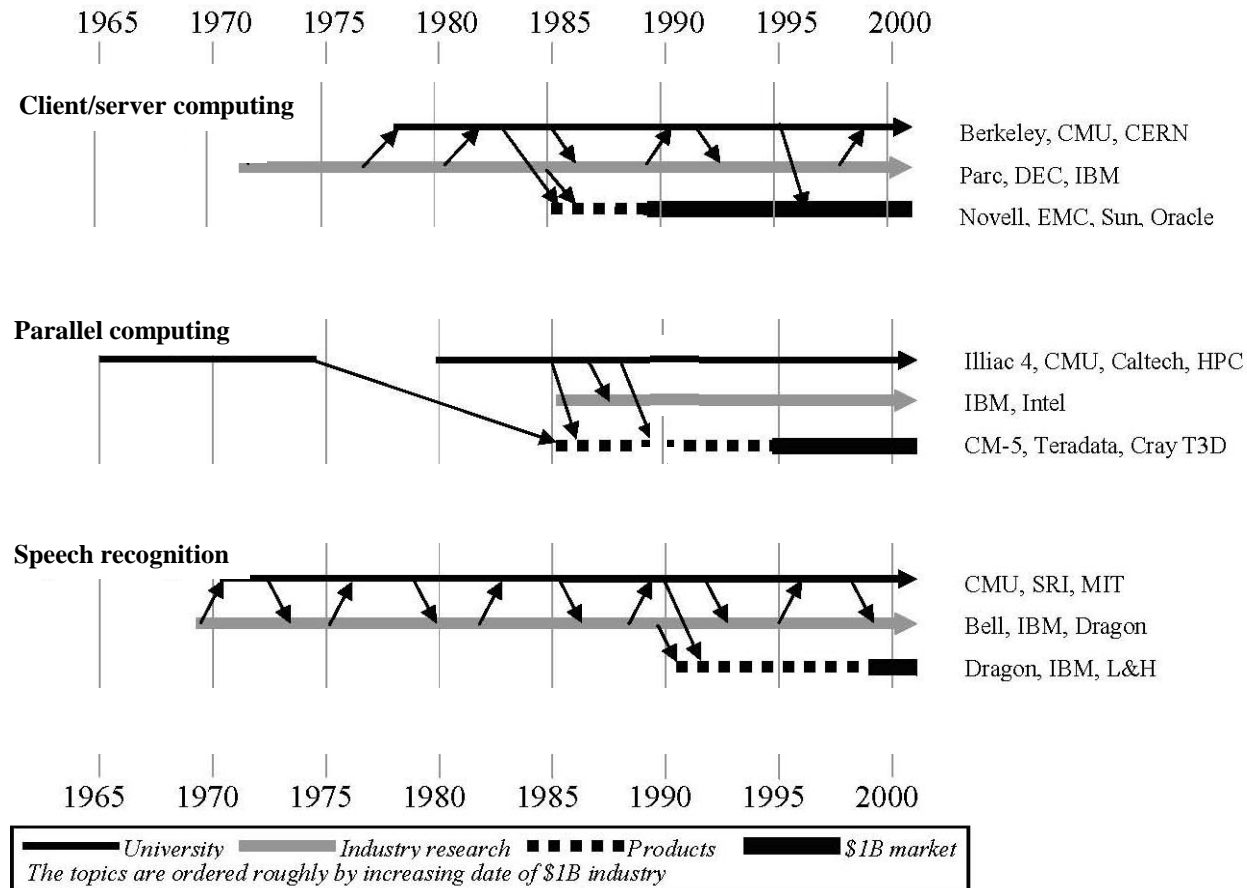 1965 1970 1975 1980 1985 1990 1995 2000
Client/server computing
Berkeley, CMU, CERN
Parc, DEC, IBM
Novell, EMC, Sun, Oracle
Parallel computing
Illiac 4, CMU, Caltech, HPC
IBM, Intel
CM-5, Teradata, Cray T3D
Speech recognition
CMU, SRI, MIT
Bell, IBM, Dragon
Dragon, IBM, L&H
1965 1970 1975 1980 1985 1990 1995 2000
University Industry research Products $1B market
The topics are ordered roughly by increasing date of $1B industry